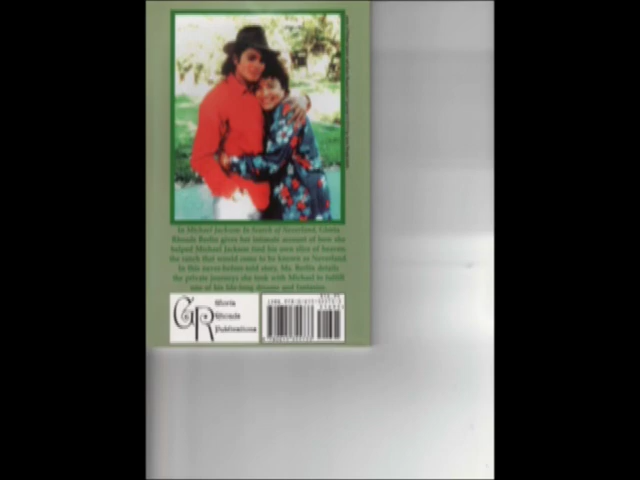 In Michael Jackson: In Search of Neverland, Gloria
Rhoads Berlin gives her intimate account of how she
helped Michael Jackson find his own slice of heaven;
the ranch that would come to be known as Neverland.
In this never-before told story, Ms. Berlin details
the private journeys she took with Michael to fulfill
one of his life-long dreams and fantasies.
GR
Gloria
Rhoads
Publications